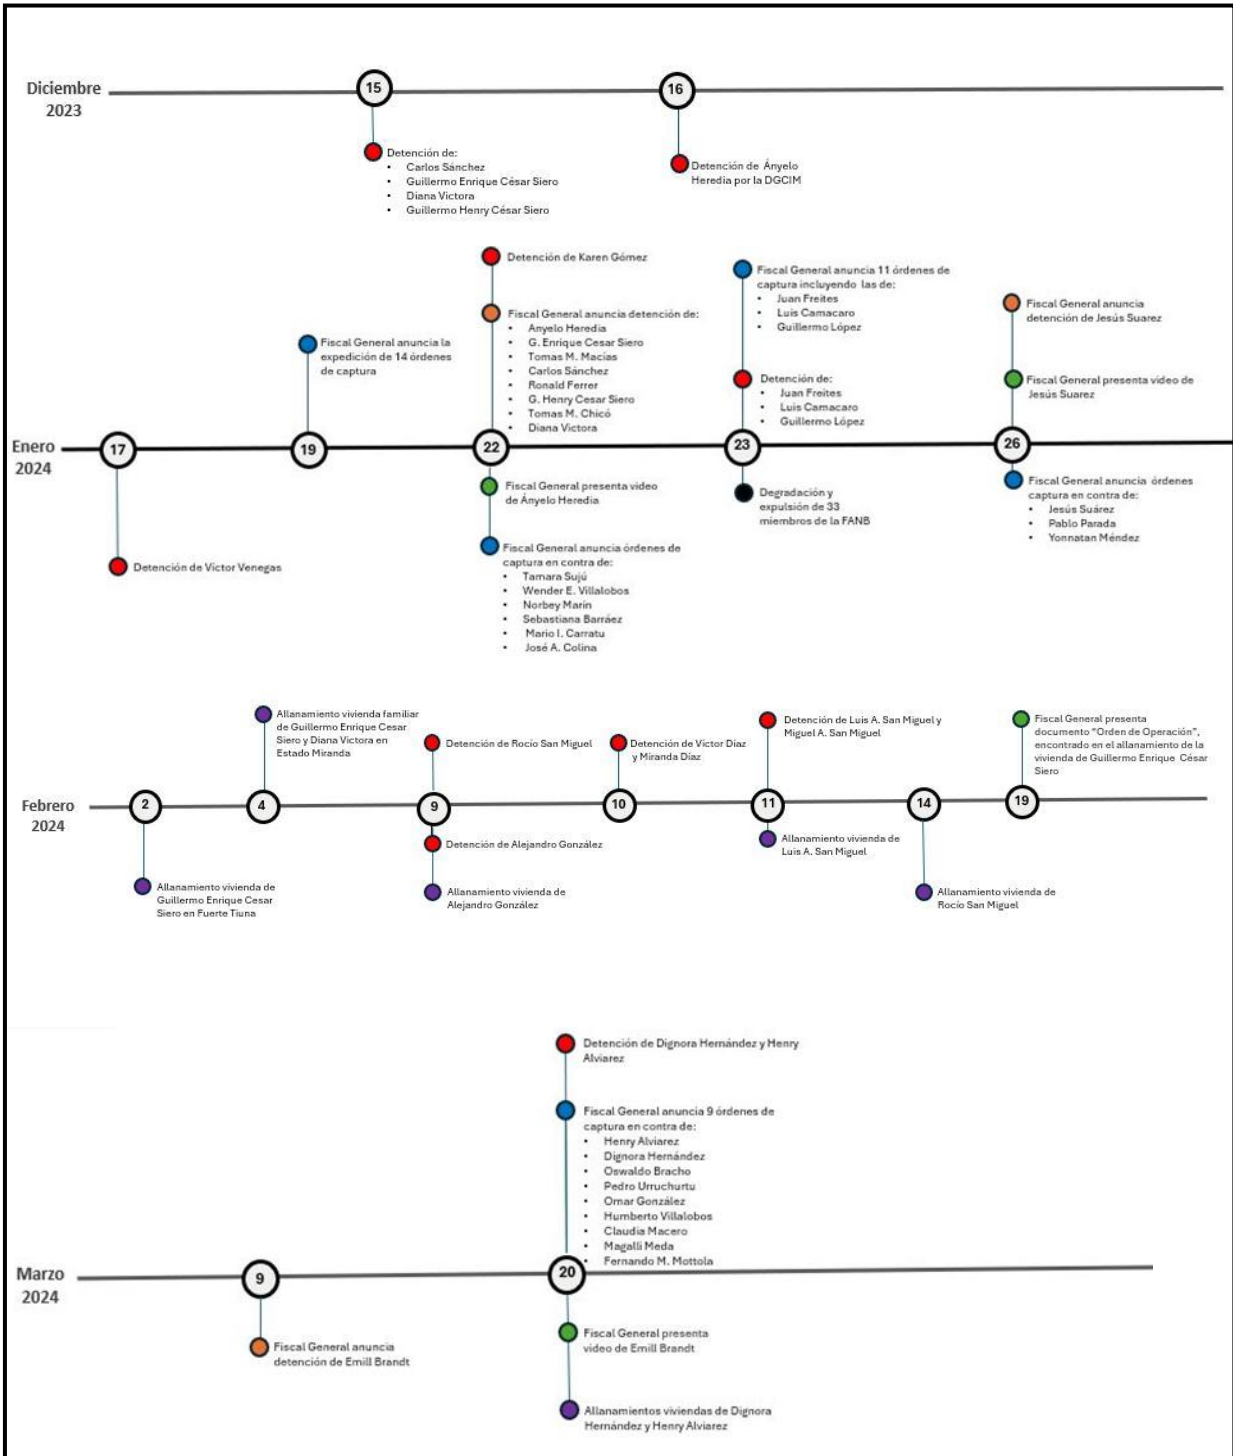 Diciembre
2023
15
Detención de:
• Carlos Sánchez
• Guillermo Enrique César Siero
• Diana Victora
• Guillermo Henry César Siero
16
Detención de Ányelo
Heredia por la DGCIM
Enero
2024
17
Detención de Víctor Venegas
19
Fiscal General anuncia la
expedición de 14 órdenes
de captura
22
Detención de Karen Gómez
Fiscal General anuncia detención de:
• Anyelo Heredia
• G. Enrique Cesar Siero
• Tomas M. Macías
• Carlos Sánchez
• Ronald Ferrer
• G. Henry Cesar Siero
• Tomas M. Chicó
• Diana Victora
Fiscal General presenta video
de Ányelo Heredia
Fiscal General anuncia órdenes de
captura en contra de:
• Tamara Sujú
• Wender E. Villalobos
• Norbey Marín
• Sebastiana Barráez
• Mario I. Carratu
• José A. Colina
23
Fiscal General anuncia 11 órdenes de
captura incluyendo las de:
• Juan Freites
• Luis Camacaro
• Guillermo López
Detención de:
• Juan Freites
• Luis Camacaro
• Guillermo López
Degradación y
expulsión de 33
miembros de la FANB
26
Fiscal General anuncia
detención de Jesús Suarez
Fiscal General presenta video de
Jesús Suarez
Fiscal General anuncia órdenes
captura en contra de:
• Jesús Suárez
• Pablo Parada
• Yonnatan Méndez
Febrero
2024
2
Allanamiento vivienda de
Guillermo Enrique Cesar
Siero en Fuerte Tiuna
4
Allanamiento vivienda familiar
de Guillermo Enrique Cesar
Siero y Diana Victora en
Estado Miranda
9
Detención de Rocío San Miguel
Detención de Alejandro González
Allanamiento vivienda de
Alejandro González
10
Detención de Víctor Díaz
y Miranda Díaz
11
Detención de Luis A. San Miguel y
Miguel A. San Miguel
Allanamiento vivienda de
Luis A. San Miguel
14
Allanamiento vivienda de
Rocío San Miguel
19
Fiscal General presenta
documento “Orden de Operación”,
encontrado en el allanamiento de la
vivienda de Guillermo Enrique César
Siero
Marzo
2024
9
Fiscal General anuncia
detención de Emill Brandt
20
Detención de Dignora Hernández y Henry
Alviarez
Fiscal General anuncia 9 órdenes de
captura en contra de:
• Henry Alviarez
• Dignora Hernández
• Oswaldo Bracho
• Pedro Urruchurtu
• Omar González
• Humberto Villalobos
• Claudia Macero
• Magalli Meda
• Fernando M. Mottola
Fiscal General presenta
video de Emill Brandt
Allanamientos viviendas de Dignora
Hernández y Henry Alviarez